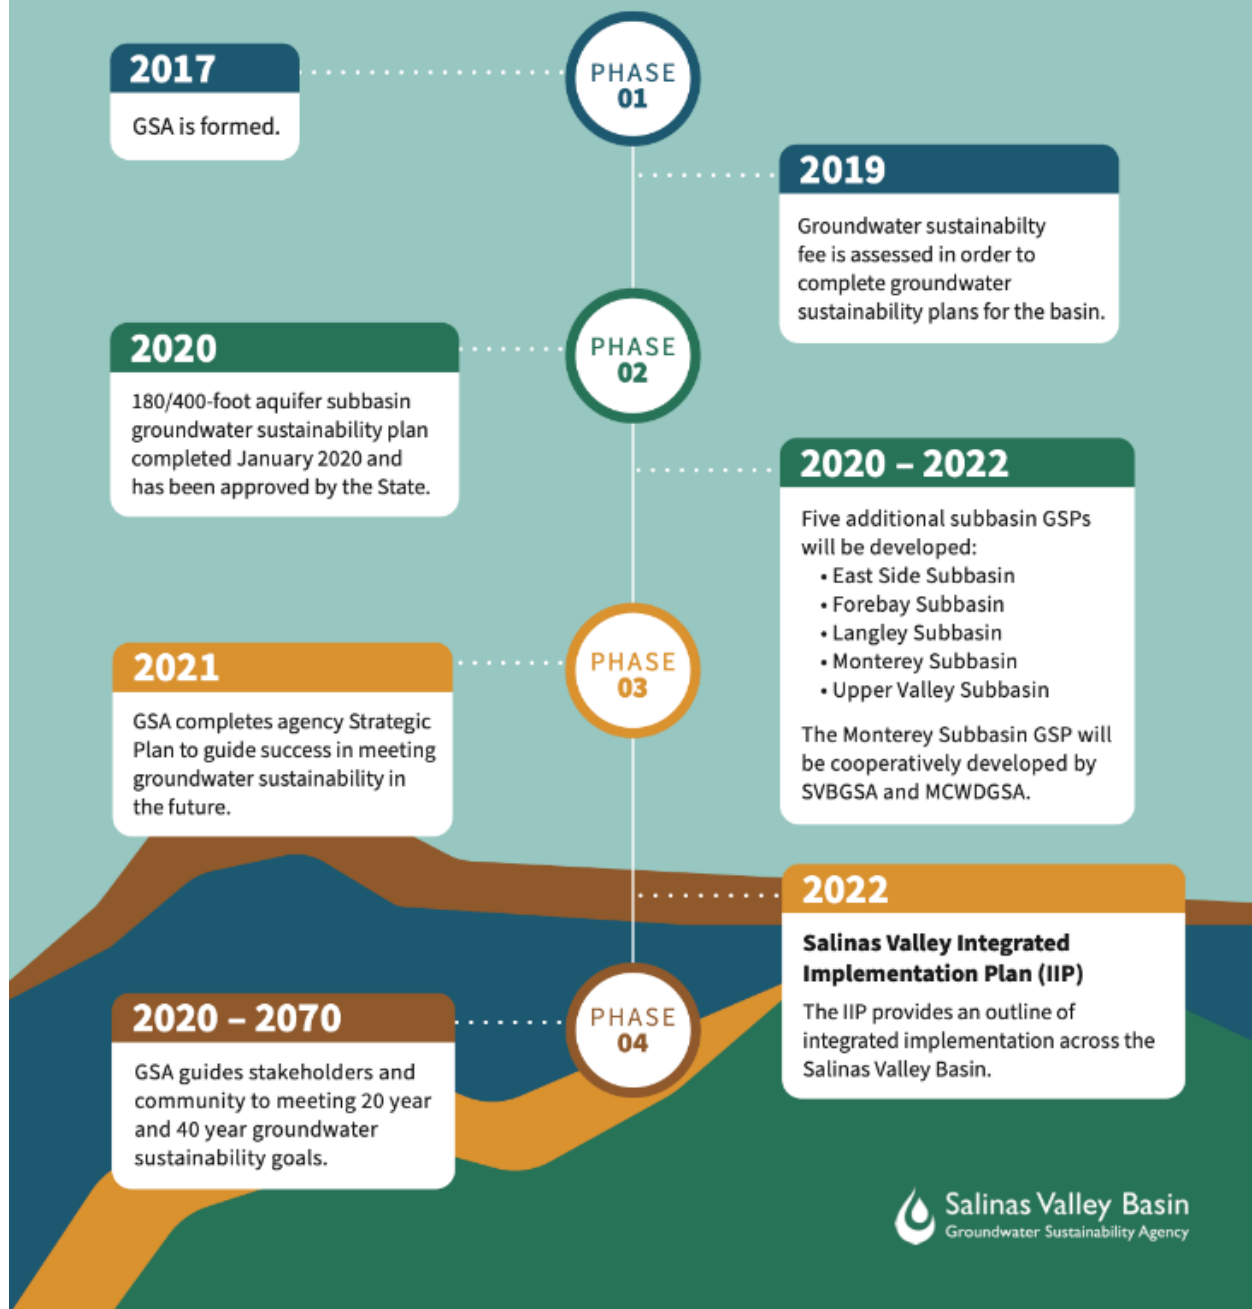 PHASE
01
2017
GSA is formed.
2019
Groundwater sustainabilty
fee is assessed in order to
complete groundwater
sustainability plans for the basin.
PHASE
02
2020
180/400-foot aquifer subbasin
groundwater sustainability plan
completed January 2020 and
has been approved by the State.
2020 – 2022
Five additional subbasin GSPs
will be developed:
• East Side Subbasin
• Forebay Subbasin
• Langley Subbasin
• Monterey Subbasin
• Upper Valley Subbasin
The Monterey Subbasin GSP will
be cooperatively developed by
SVBGSA and MCWDGSA.
PHASE
03
2021
GSA completes agency Strategic
Plan to guide success in meeting
groundwater sustainability in
the future.
2022
Salinas Valley Integrated
Implementation Plan (IIP)
The IIP provides an outline of
integrated implementation across the
Salinas Valley Basin.
PHASE
04
2020 – 2070
GSA guides stakeholders and
community to meeting 20 year
and 40 year groundwater
sustainability goals.
Salinas Valley Basin
Groundwater Sustainability Agency